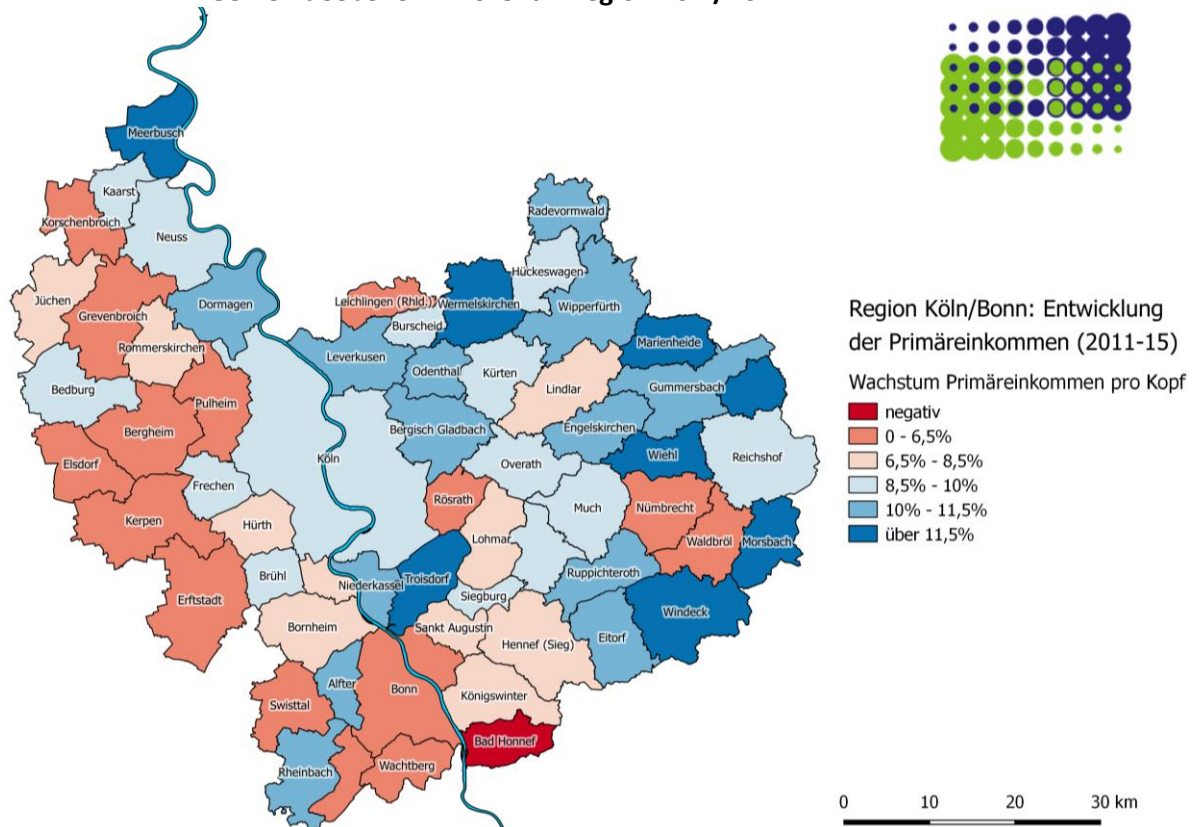 Meerbusch
Kaarst
Korschenbroich
Neuss
Radevormwald
Hückeswagen
Jüchen
Dormagen
Leichlingen (Rhld.)
Wermelskirchen
Wipperfürth
Grevenbroich
Burscheid
Rommerskirchen
Leverkusen
Marienheide
Odenthal
Kürten
Lindlar
Gummersbach
Bedburg
Pulheim
Bergheim
Bergisch Gladbach
Engelskirchen
Köln
Overath
Wiehl
Reichshof
Elsdorf
Frechen
Rösrath
Much
Nümbrecht
Kerpen
Hürth
Lohmar
Waldbröl
Morsbach
Brühl
Niederkassel
Troisdorf
Ruppichteroth
Siegburg
Erftstadt
Windeck
Bornheim
Sankt Augustin
Hennef (Sieg)
Eitorf
Alfter
Bonn
Königswinter
Swisttal
Bad Honnef
Rheinbach
Wachtberg
Region Köln/Bonn: Entwicklung
der Primäreinkommen (2011-15)
Wachstum Primäreinkommen pro Kopf
negativ
0 - 6,5%
6,5% - 8,5%
8,5% - 10%
10% - 11,5%
über 11,5%
0 10 20 30 km